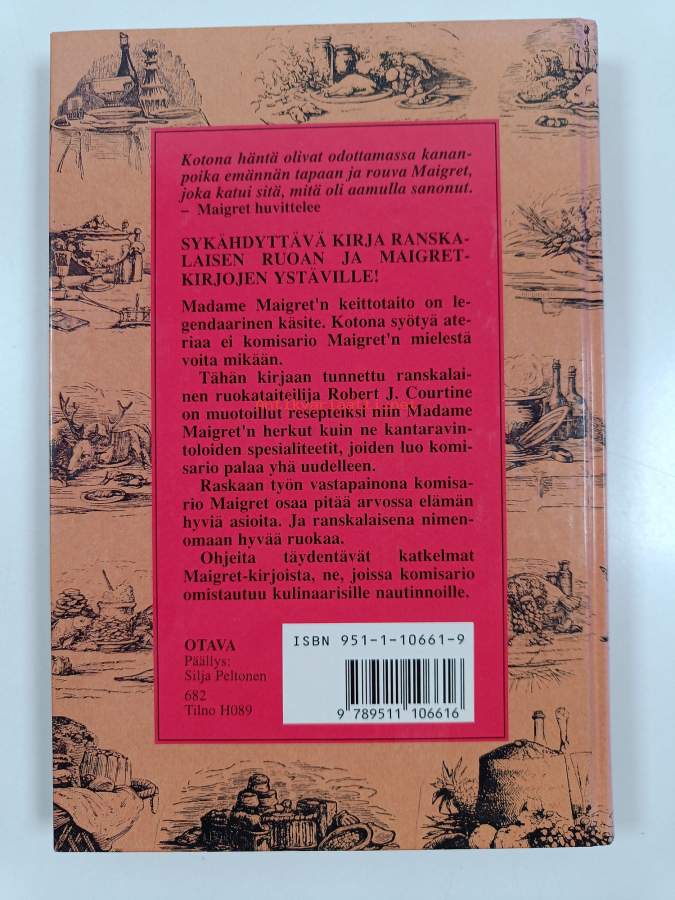 Kotona häntä olivat odottamassa kanan-
poika emännän tapaan ja rouva Maigret,
joka katui sitä, mitä oli aamulla sanonut.
– Maigret huvittelee
SYKÄHDYTTÄVÄ KIRJA RANSKA-
LAISEN RUOAN JA MAIGRET-
KIRJOJEN YSTÄVILLE!
Madame Maigret'n keittotaito on le-
gendaarinen käsite. Kotona syötyä ate-
riaa ei komisario Maigret'n mielestä
voita mikään.
Tähän kirjaan tunnettu ranskalai-
nen ruokataiteilija Robert J. Courtine
on muotoillut resepteiksi niin Madame
Maigret'n herkut kuin ne kantaravin-
toloiden spesialiteetit, joiden luo komi-
sario palaa yhä uudelleen.
Raskaan työn vastapainona komisa-
rio Maigret osaa pitää arvossa elämän
hyviä asioita. Ja ranskalaisena nimen-
omaan hyvää ruokaa.
Ohjeita täydentävät katkelmat
Maigret-kirjoista, ne, joissa komisario
omistautuu kulinaarisille nautinnoille.
OTAVA
Päällys:
Silja Peltonen
682
Tilno H089
ISBN 951-1-10661-9
9 789511 106616